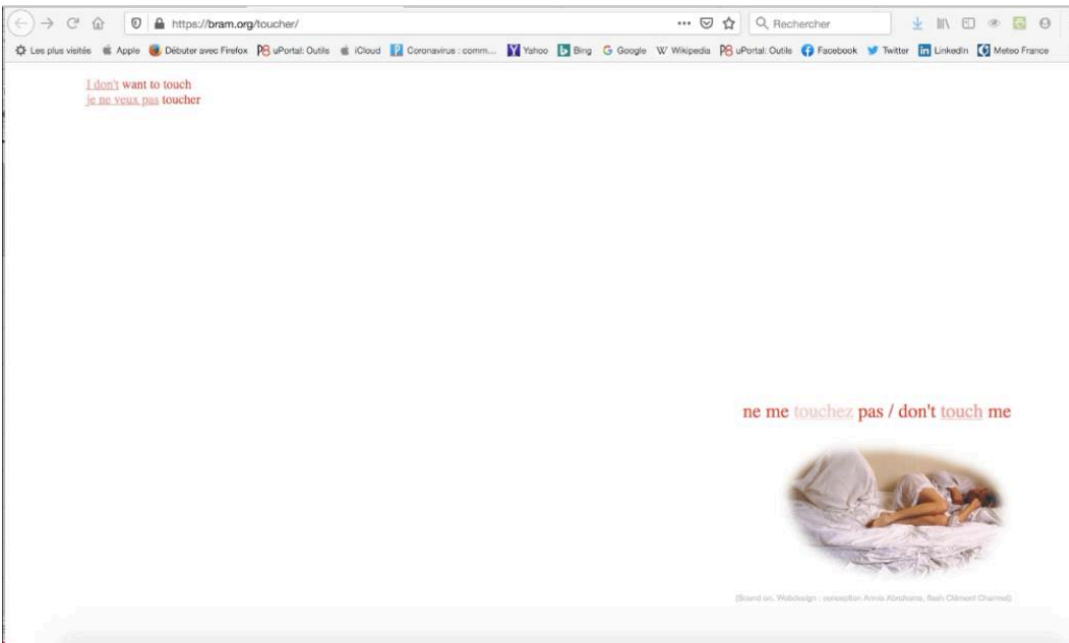 https://bram.org/toucher/
Rechercher
Les plus visités Apple Débuter avec Firefox uPortal: Outils iCloud Coronavirus : comm... Yahoo Bing Google Wikipedia uPortal: Outils Facebook Twitter LinkedIn Meteo France
I don't want to touch
je ne veux pas toucher
ne me touchez pas / don't touch me
(Sound on, Webdesign : conception Annie Abrahams, flash Clément Charmet)